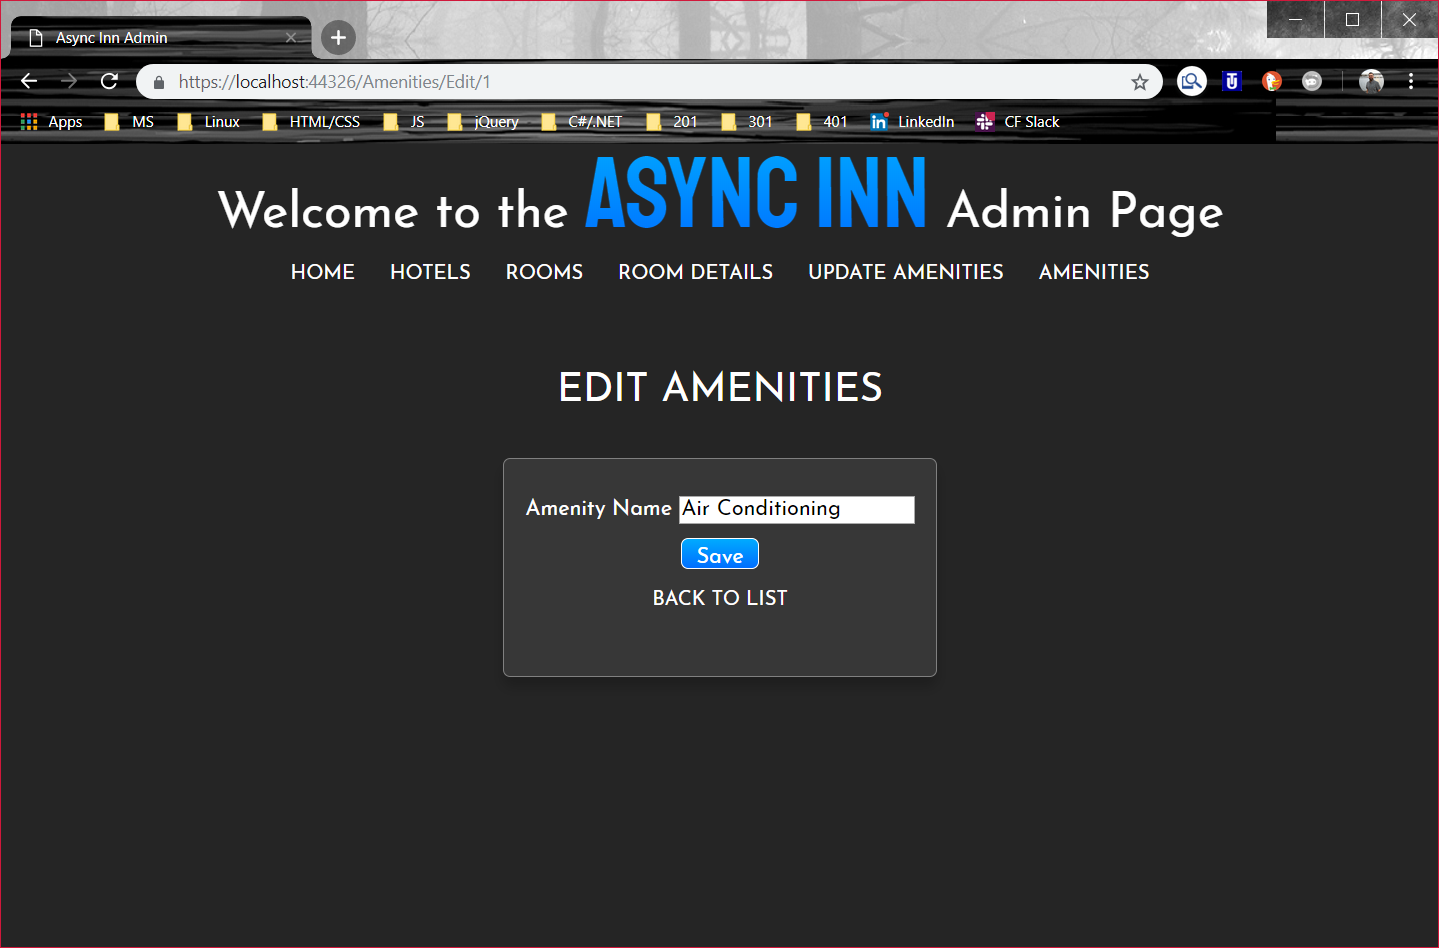 Async Inn Admin
https://localhost:44326/Amenities/Edit/1
Apps MS Linux HTML/CSS JS jQuery C#/.NET 201 301 401 LinkedIn CF Slack
Welcome to the ASYNC INN Admin Page
HOME HOTELS ROOMS ROOM DETAILS UPDATE AMENITIES AMENITIES
EDIT AMENITIES
Amenity Name Air Conditioning
Save
BACK TO LIST